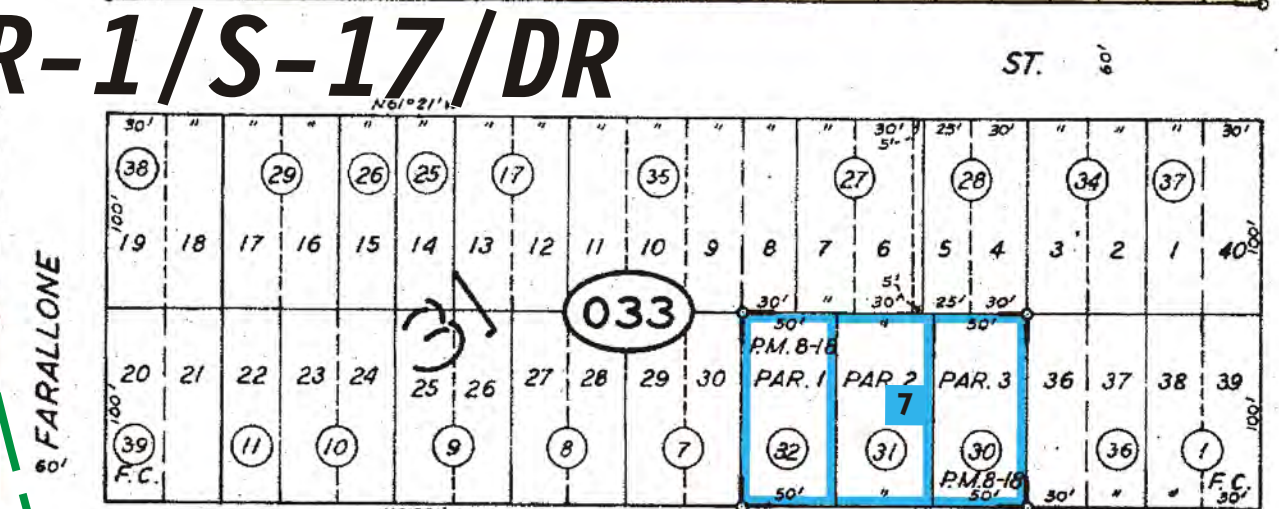 R-1/S-17/DR
ST. 60'
N61°21'
30' " " " " " " " " " " " " 30' 25' 30' " " " 30'
5'
38 29 26 25 17 35 27 28 34 37
100' 100'
19 18 17 16 15 14 13 12 11 10 9 8 7 6 5 4 3 2 1 40
60' FARALLONE
31
033
5'
30' " 30' 25' 30'
50' " 50'
P.M. 8-18
20 21 22 23 24 25 26 27 28 29 30 PAR. 1 PAR. 2 PAR. 3 36 37 38 39
7
100' 100'
39 11 10 9 8 7 32 31 30 36 1
F.C. P.M. 8-18 F.C.
50' " 50' 30' " " 30'